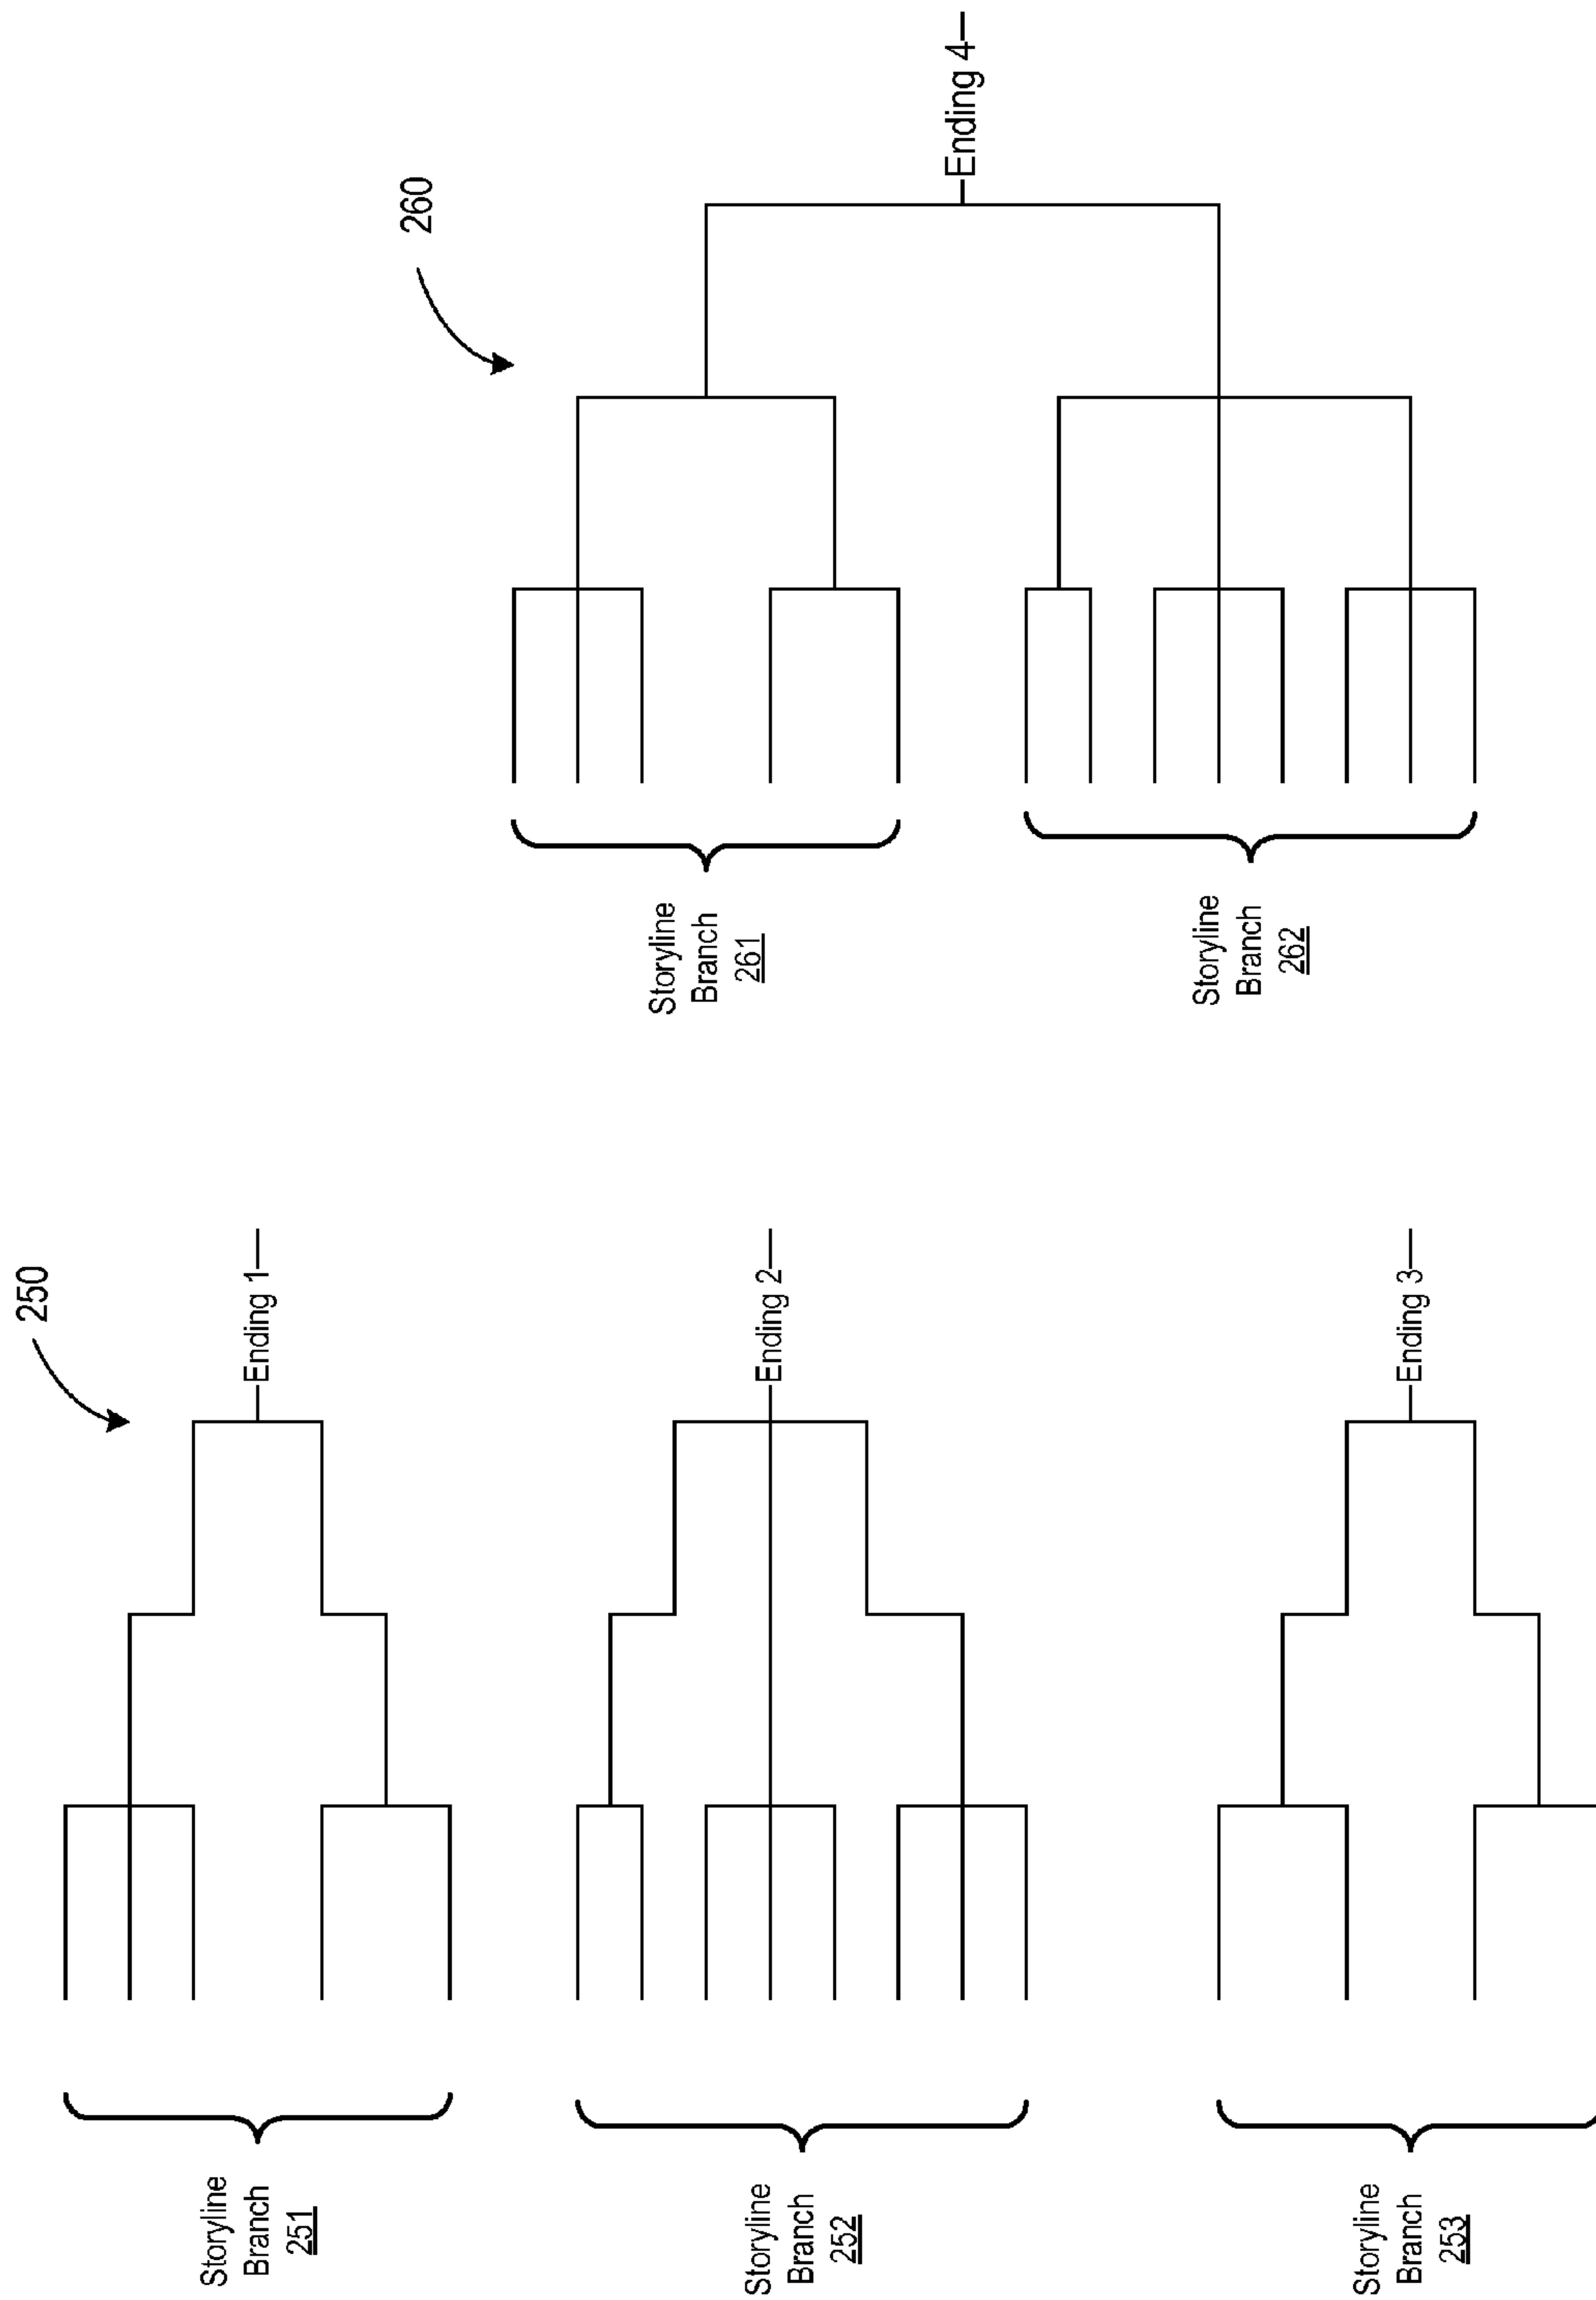 250
Storyline
Branch
251
Ending 1
Storyline
Branch
252
Ending 2
Storyline
Branch
253
Ending 3
260
Storyline
Branch
261
Storyline
Branch
262
Ending 4